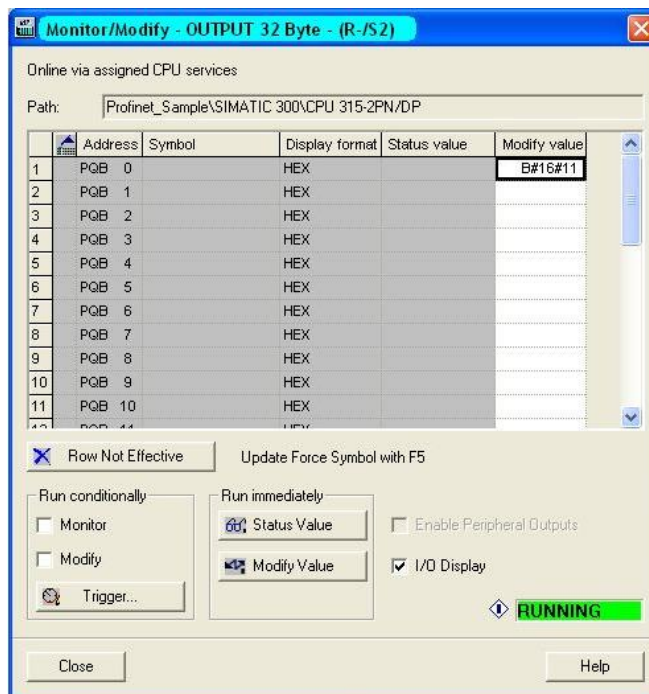 Monitor/Modify - OUTPUT 32 Byte - (R-/S2)
Online via assigned CPU services
Path: Profinet_Sample\SIMATIC 300\CPU 315-2PN/DP
Address Symbol Display format Status value Modify value
1 PQB 0 HEX B#16#11
2 PQB 1 HEX
3 PQB 2 HEX
4 PQB 3 HEX
5 PQB 4 HEX
6 PQB 5 HEX
7 PQB 6 HEX
8 PQB 7 HEX
9 PQB 8 HEX
10 PQB 9 HEX
11 PQB 10 HEX
Row Not Effective Update Force Symbol with F5
Run conditionally Run immediately
Monitor Status Value Enable Peripheral Outputs
Modify Modify Value I/O Display
Trigger...
RUNNING
Close Help